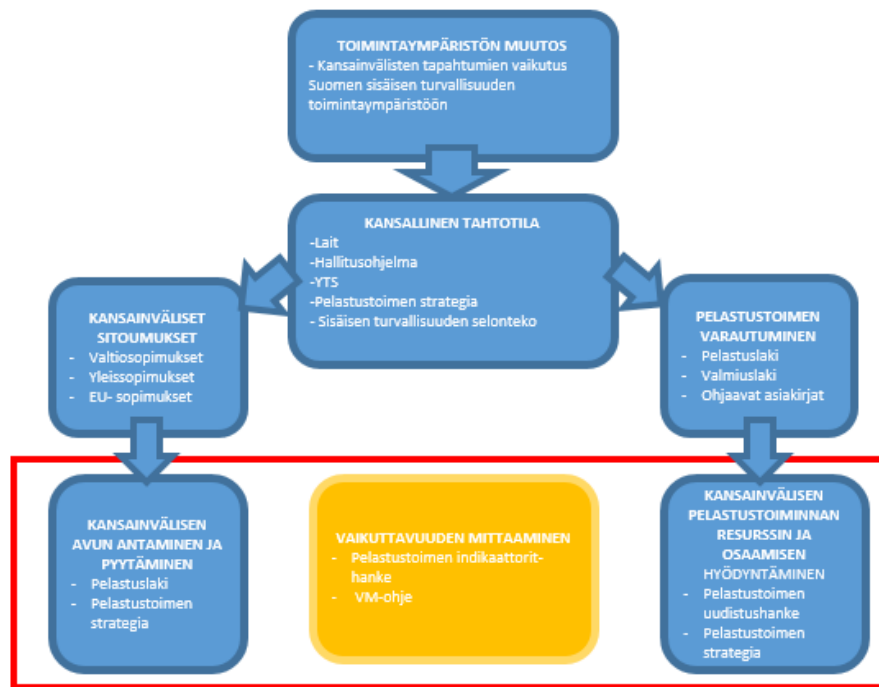 TOIMINTAYMPÄRISTÖN MUUTOS
- Kansainvälisten tapahtumien vaikutus
Suomen sisäisen turvallisuuden
toimintaympäristöön
KANSALLINEN TAHTOTILA
-Lait
-Hallitusohjelma
-YTS
-Pelastustoimen strategia
- Sisäisen turvallisuuden selonteko
KANSAINVÄLISET
SITOUMUKSET
- Valtiosopimukset
- Yleissopimukset
- EU- sopimukset
PELASTUSTOIMEN
VARAUTUMINEN
- Pelastuslaki
- Valmiuslaki
- Ohjaavat asiakirjat
KANSAINVÄLISEN
AVUN ANTAMINEN JA
PYYTÄMINEN
- Pelastuslaki
- Pelastustoimen
strategia
VAIKUTTAVUUDEN MITTAAMINEN
- Pelastustoimen indikaattorit-
hanke
- VM-ohje
KANSAINVÄLISEN
PELASTUSTOIMINNAN
RESURSSIN JA
OSAAMISEN
HYÖDYNTÄMINEN
- Pelastustoimen
uudistushanke
- Pelastustoimen
strategia